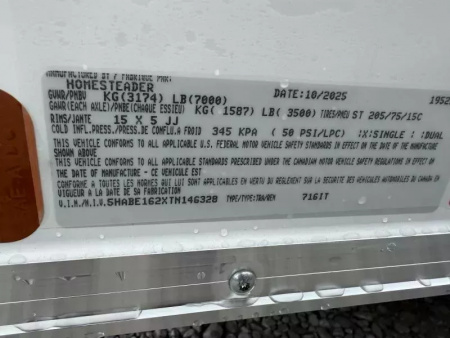 MANUFACTURED BY / FABRIQUE PAR:
HOMESTEADER DATE: 10/2025
GVWR/PNBV KG(3174) LB(7000) 1952
GAWR(EACH AXLE)/PNBE(CHAQUE ESSIEU) KG( 1587) LB( 3500) TIRES/PNEU ST 205/75/15C
RIMS/JANTE 15 X 5 JJ
COLD INFL.PRESS./PRESS.DE CONFL.A FROID 345 KPA ( 50 PSI/LPC) :X:SINGLE : :DUAL
THIS VEHICLE CONFORMS TO ALL APPLICABLE U.S. FEDERAL MOTOR VEHICLE SAFETY STANDARDS IN EFFECT ON THE DATE OF MANUFACTURE
SHOWN ABOVE
THIS VEHICLE CONFORMS TO ALL APPLICABLE STANDARDS PRESCRIBED UNDER THE CANADIAN MOTOR VEHICLE SAFETY REGULATIONS IN EFFECT ON THE
DATE OF MANUFACTURE - CE VEHICULE EST
CONFORME A TOUTES LES NORMES QUI LUI SONT APPLICABLES EN VERTU DU REGLEMENT SUR LA SECURITE DES VEHICULES AUTOMOBILES DU CANADA EN
VIGUEUR A LA DATE DE SA FABRICATION
V.I.N./N.I.V. 5HABE162XTN146328 TYPE/TYPE: TRA/REM 716IT